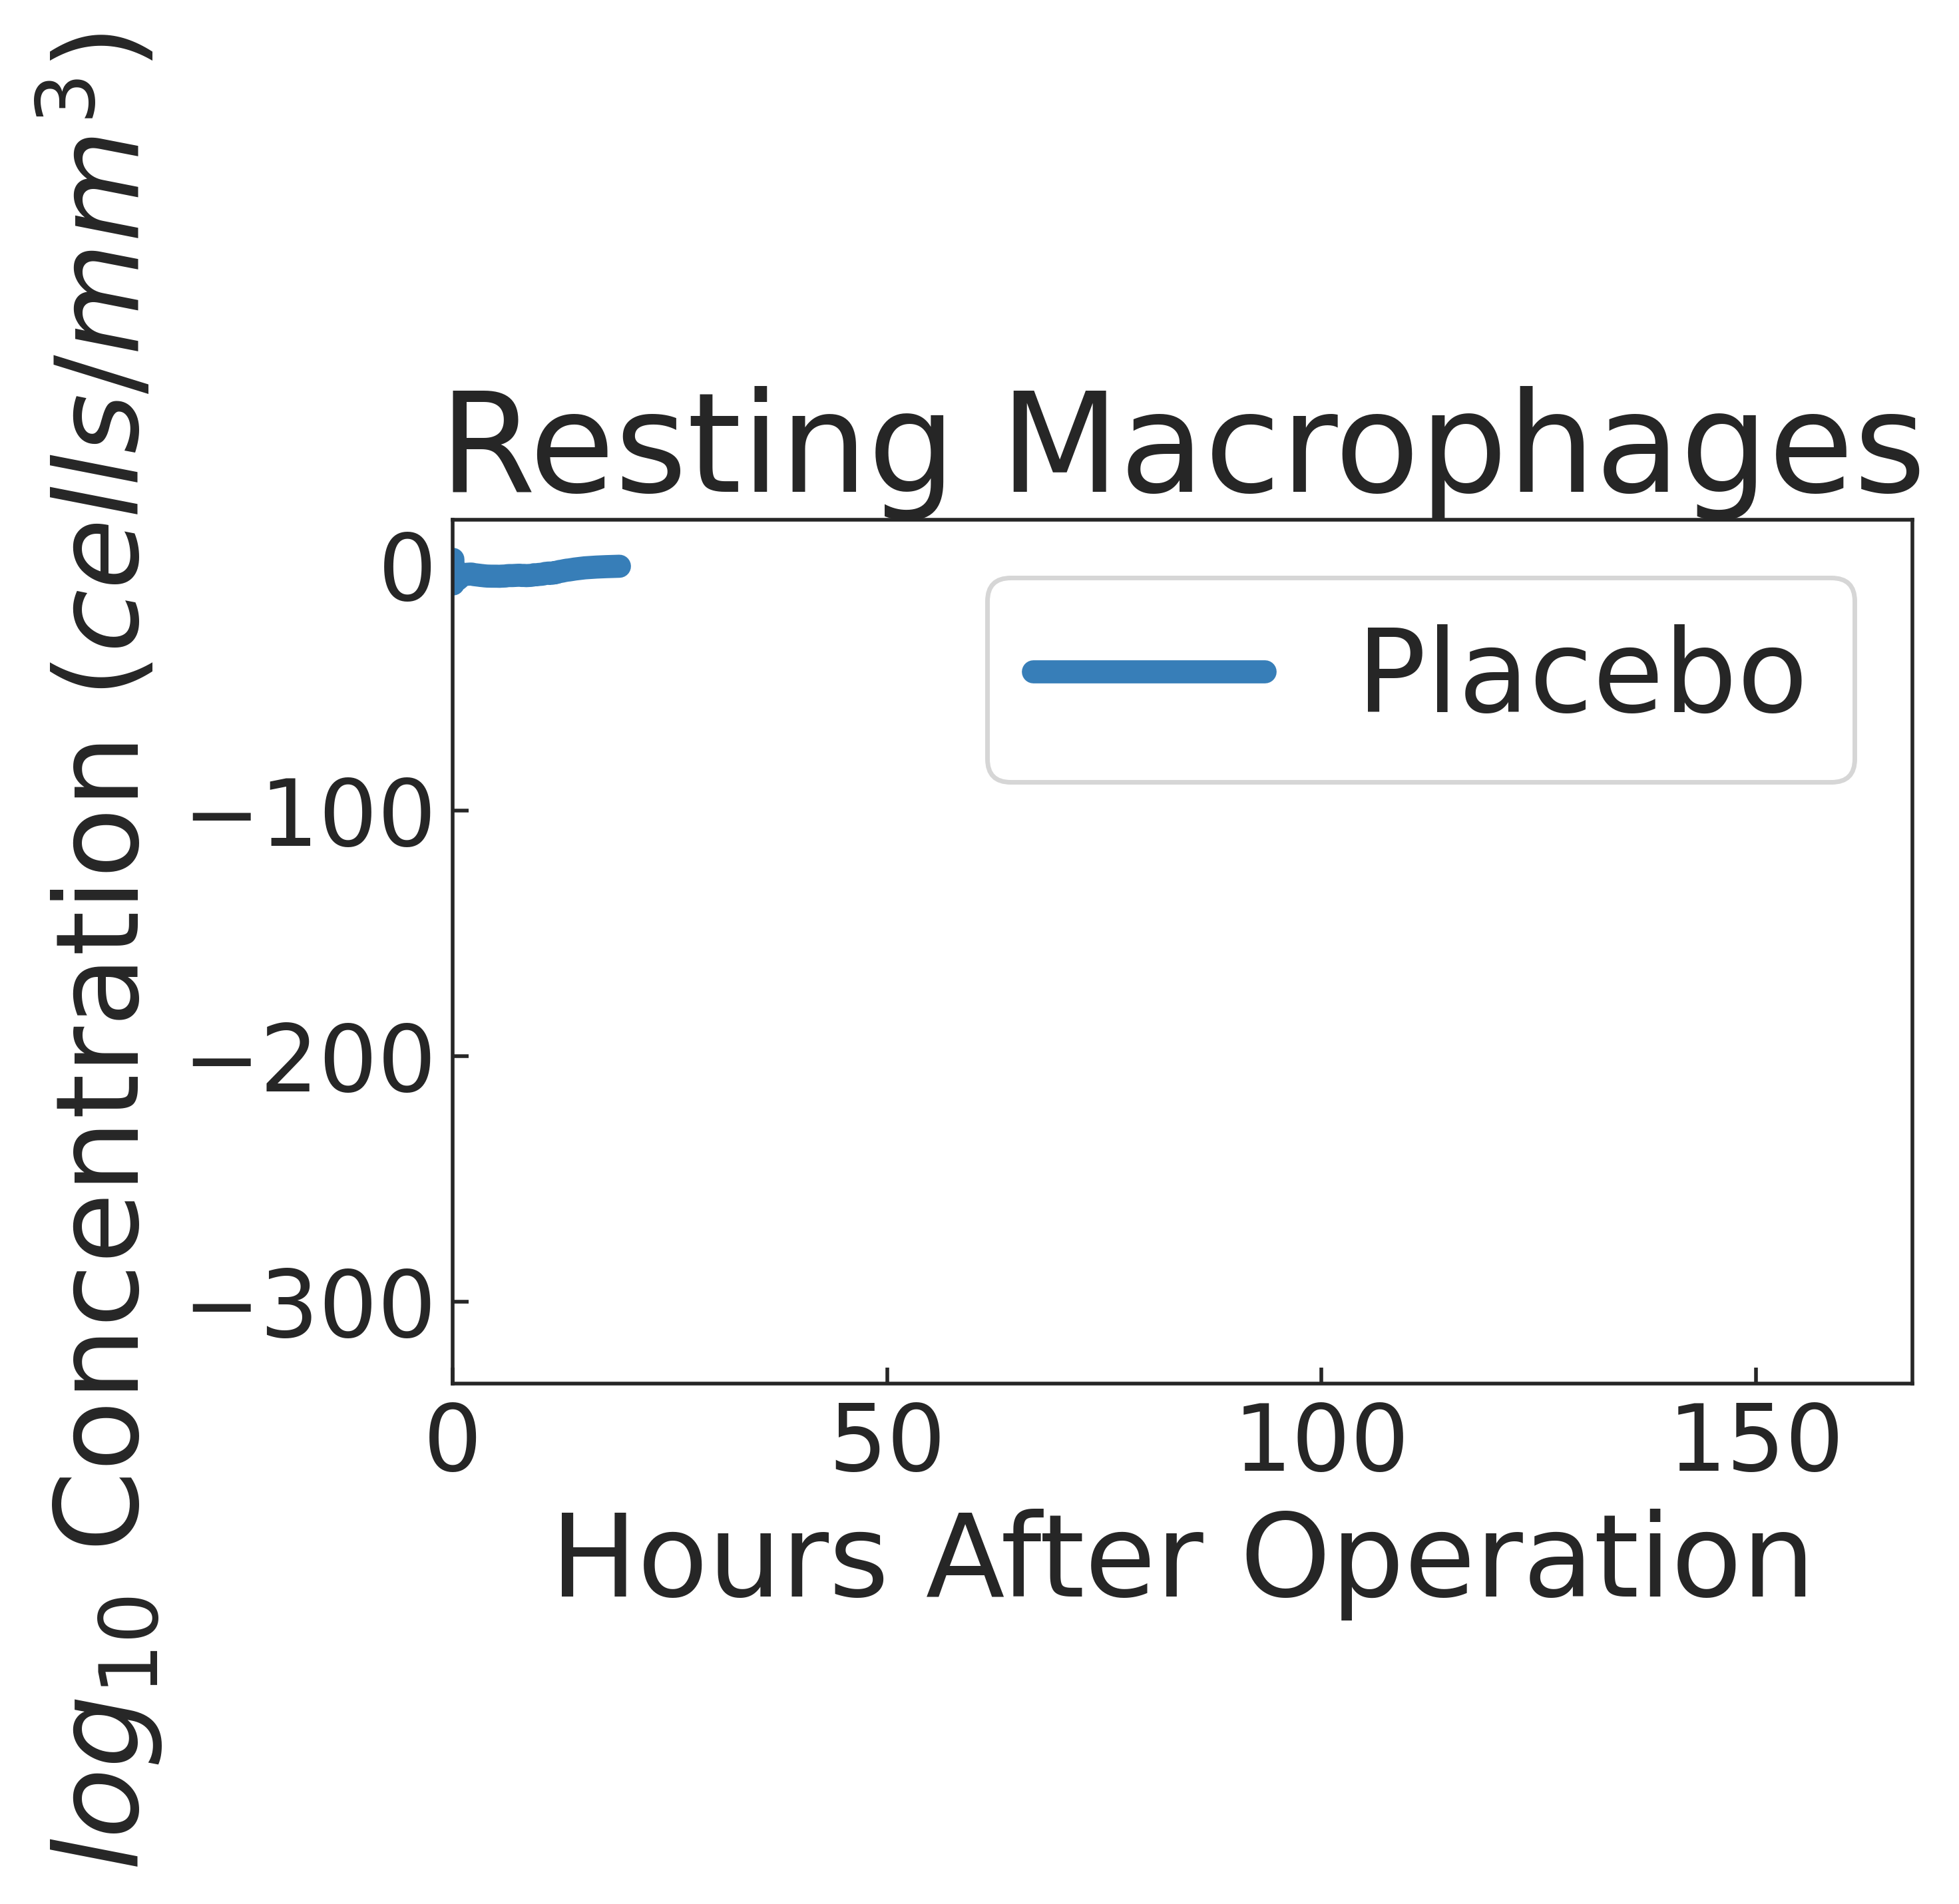 Resting Macrophages
log10 Concentration (cells/mm3)
0
−100
−200
−300
Placebo
0 50 100 150
Hours After Operation